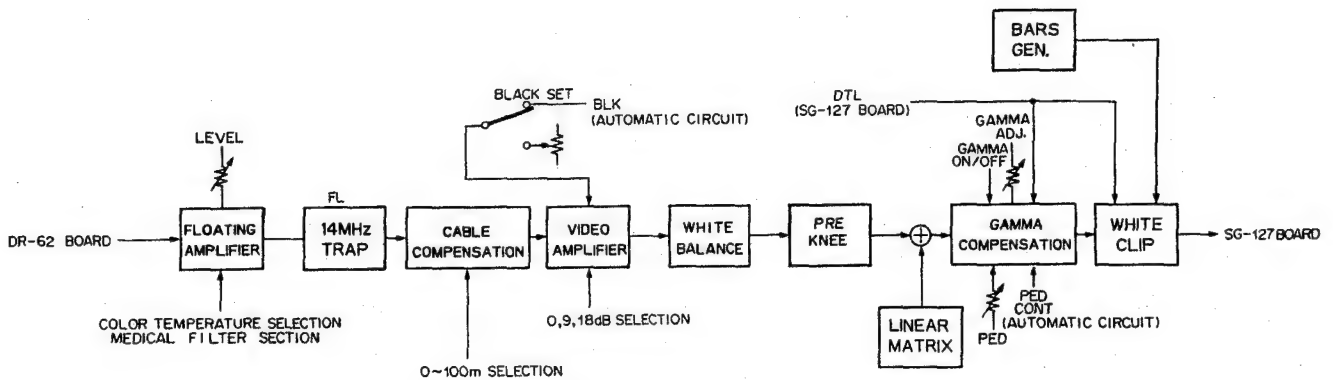 BARS
GEN.
BLACK SET
BLK
(AUTOMATIC CIRCUIT)
DTL
(SG-127 BOARD)
GAMMA
ADJ.
GAMMA
ON/OFF
LEVEL
FL
DR-62 BOARD
FLOATING
AMPLIFIER
14MHz
TRAP
CABLE
COMPENSATION
VIDEO
AMPLIFIER
WHITE
BALANCE
PRE
KNEE
GAMMA
COMPENSATION
WHITE
CLIP
SG-127BOARD
COLOR TEMPERATURE SELECTION
MEDICAL FILTER SECTION
0~100m SELECTION
0,9,18dB SELECTION
LINEAR
MATRIX
PED
PED
CONT
(AUTOMATIC CIRCUIT)